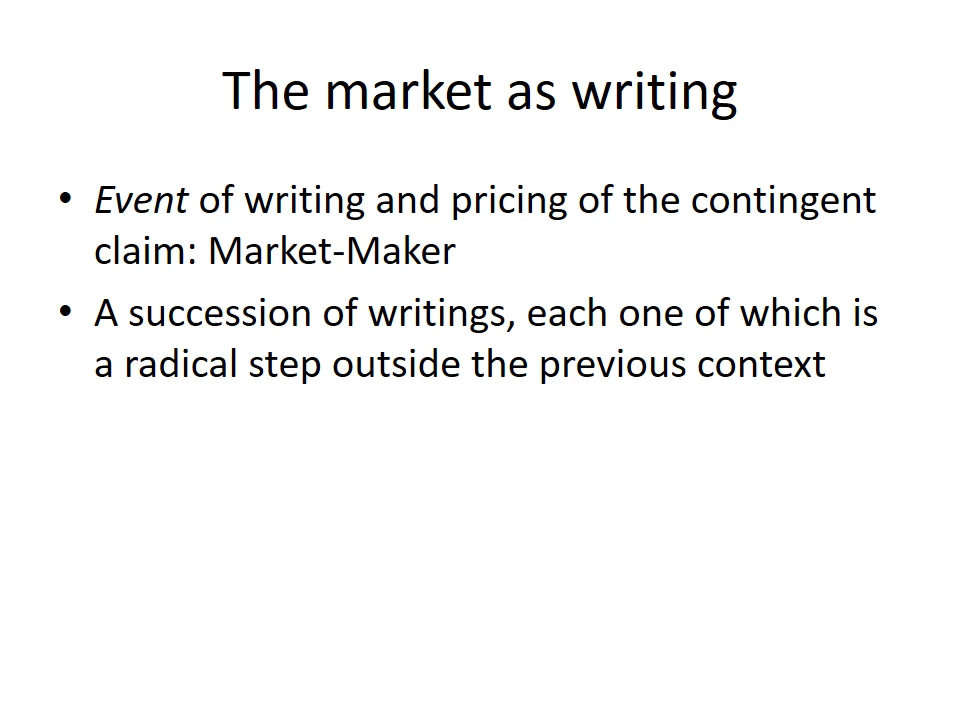 The market as writing
• Event of writing and pricing of the contingent
claim: Market-Maker
• A succession of writings, each one of which is
a radical step outside the previous context